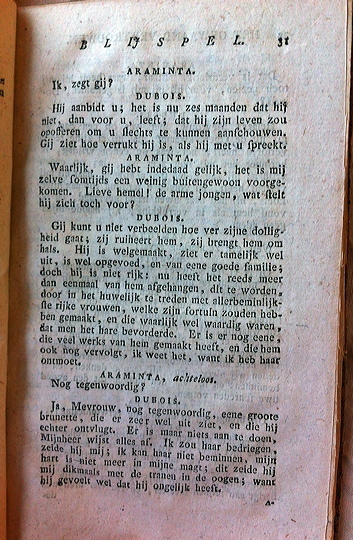 BLIJSPEL. 31
ARAMINTA.
Ik, zegt gij?
DUBOIS.
Hij aanbidt u; het is nu zes maanden dat hij
niet, dan voor u, leeft; dat hij zijn leven zou
opofferen om u slechts te kunnen aanschouwen.
Gij ziet hoe verrukt hij is, als hij met u spreekt.
ARAMINTA.
Waarlijk, gij hebt indedaad gelijk, het is mij
zelve somtijds een weinig buitengewoon voorge-
komen. Lieve hemel! de arme jongen, wat stelt
hij zich toch voor?
DUBOIS.
Gij kunt u niet verbeelden hoe ver zijne dollig-
heid gaat; zij ruïneert hem, zij brengt hem om
hals. Hij is welgemaakt, ziet er tamelijk wel
uit, is wel opgevoed, en van eene goede familie;
doch hij is niet rijk: nu heeft het reeds meer
dan eenmaal van hem afgehangen, dit te worden,
door in het huwelijk te treden met allerbeminlijk-
ste rijke vrouwen, welke zijn fortuin zouden heb-
ben gemaakt, en die waarlijk wel waardig waren,
dat men het hare bevorderde. Er is er nog eene,
die veel werks van hem gemaakt heeft, en die hem
ook nog vervolgt, ik weet het, want ik heb haar
ontmoet.
ARAMINTA, achteloos.
Nog tegenwoordig?
DUBOIS.
Ja, Mevrouw, nog tegenwoordig, eene groote
brunette, die er zeer wel uit ziet, en die hij
echter ontvlugt. Er is maar niets aan te doen,
Mijnheer wijst alles af. Ik zou haar bedriegen,
zeide hij mij; ik kan haar niet beminnen, mijn
hart is niet meer in mijne magt; dit zeide hij
mij dikmaals met de tranen in de oogen; want
hij gevoelt wel dat hij ongelijk heeft.
A-